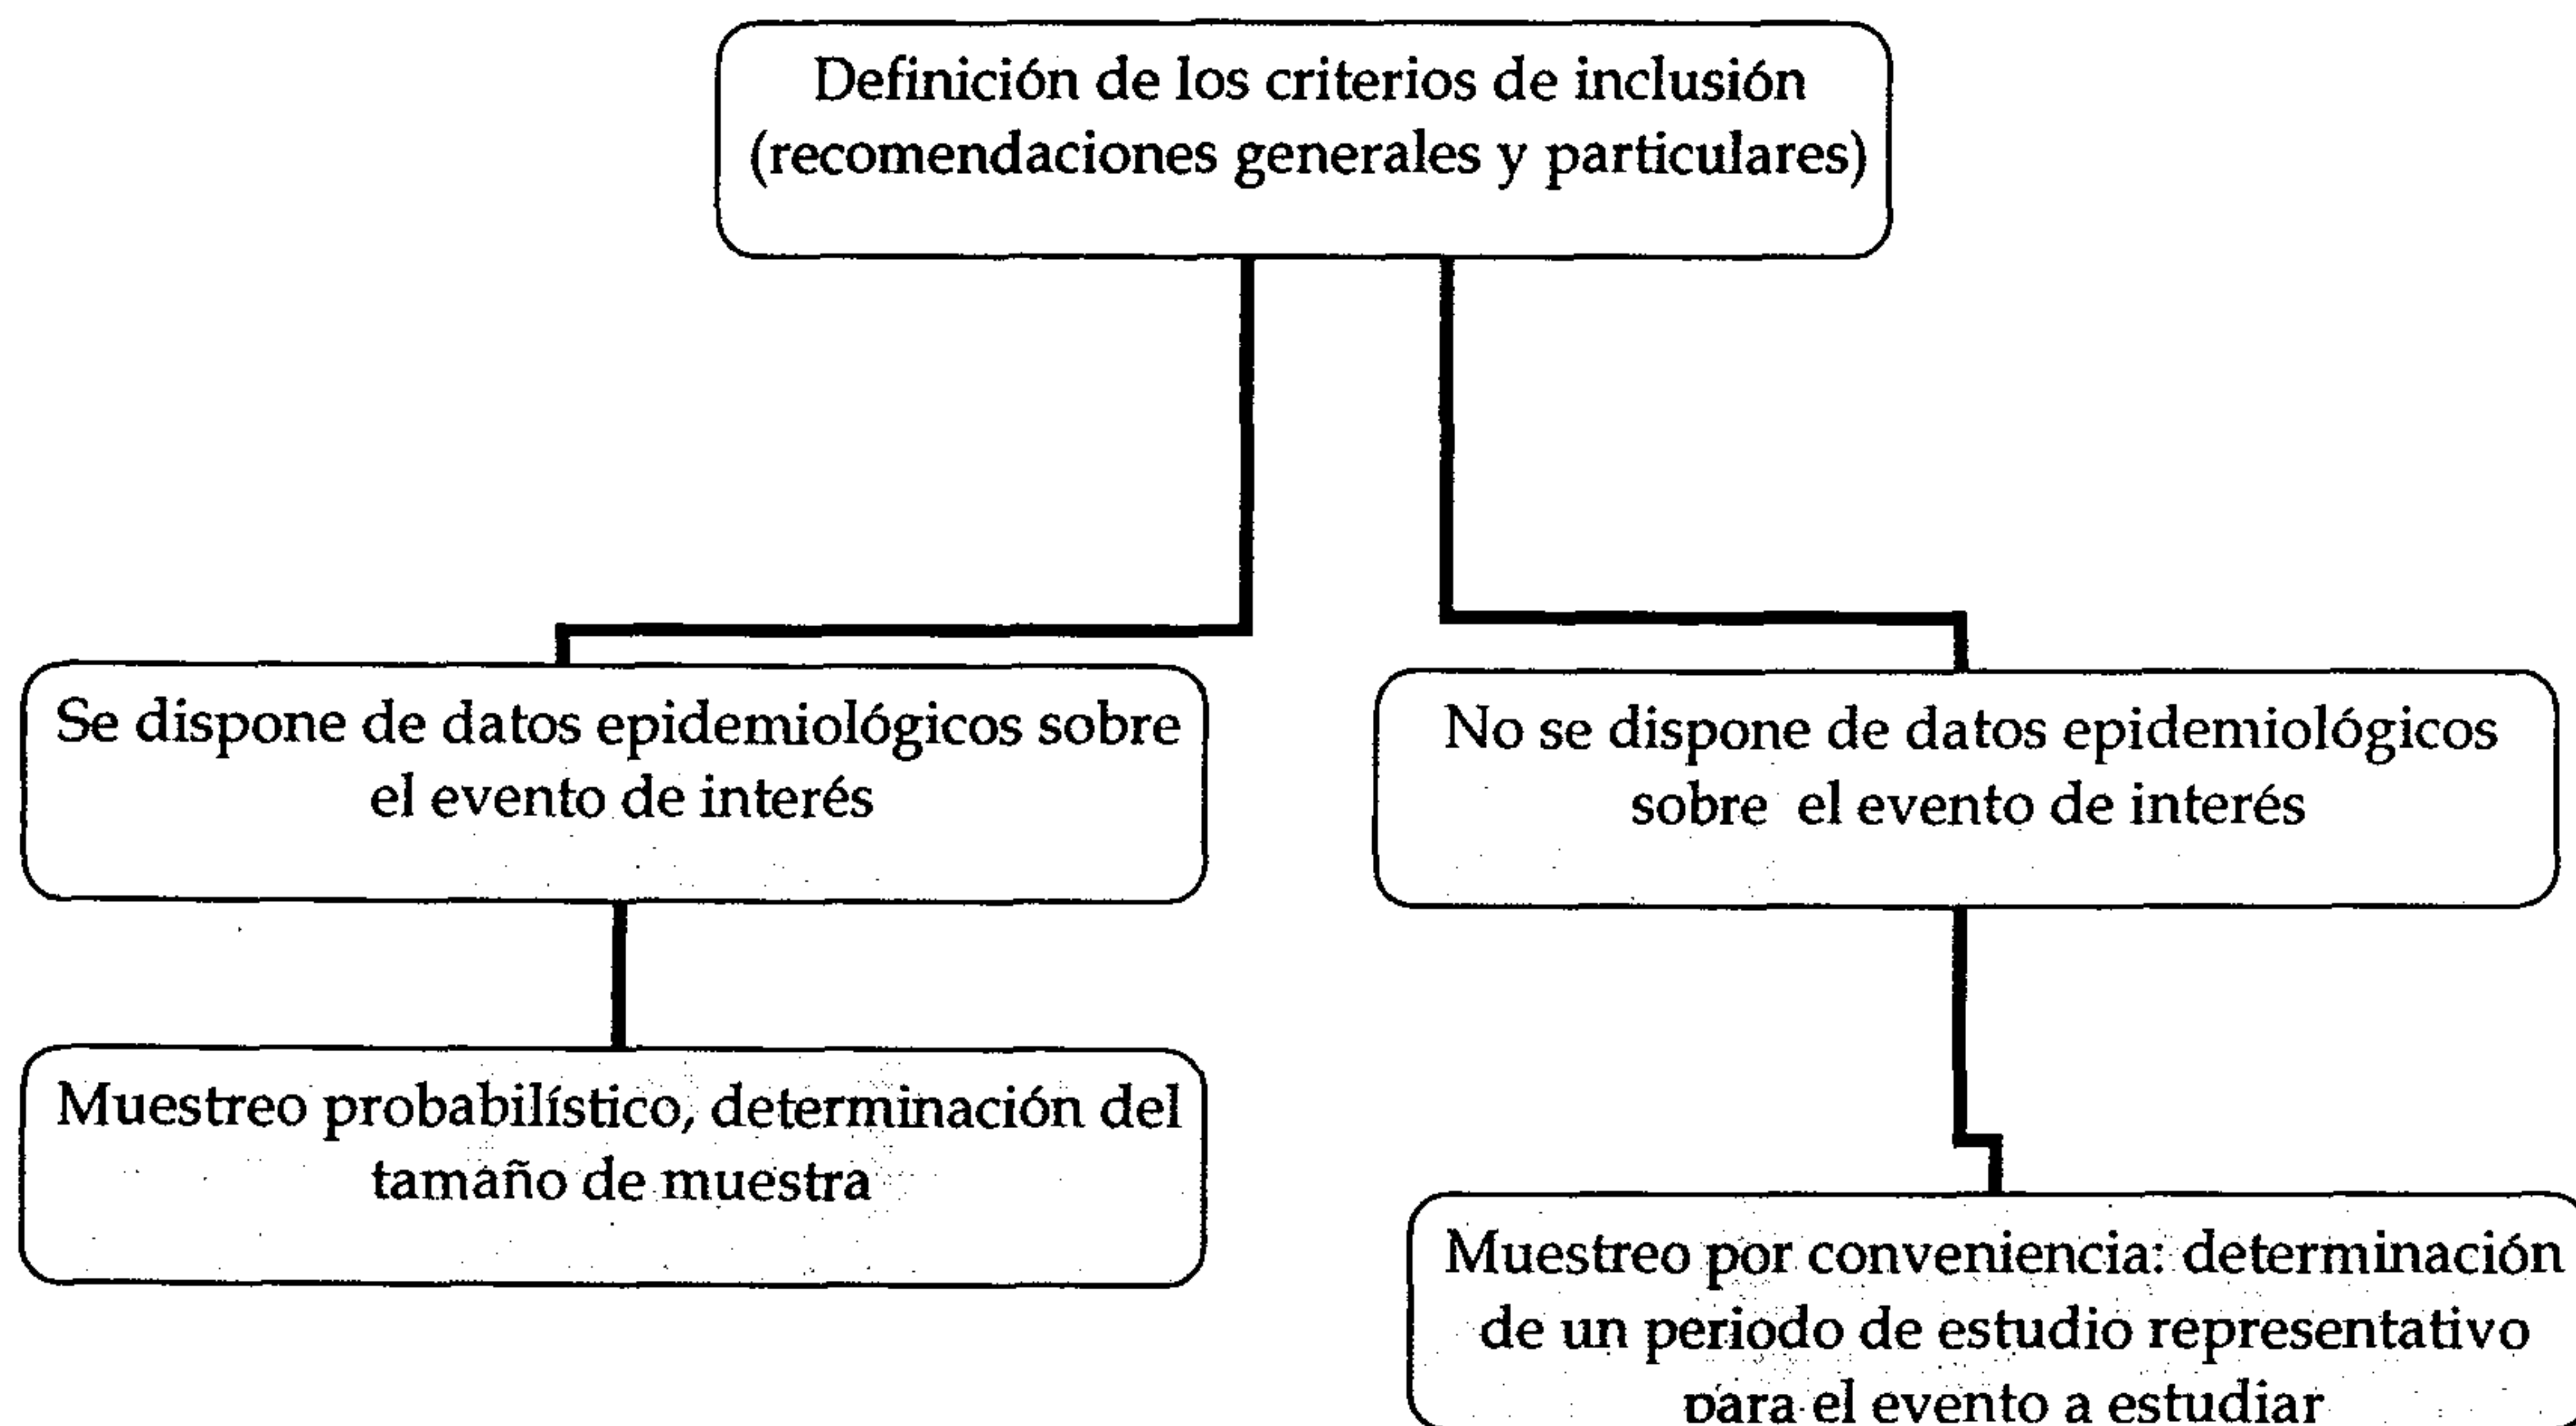 Definición de los criterios de inclusión
(recomendaciones generales y particulares)
Se dispone de datos epidemiológicos sobre
el evento de interés
No se dispone de datos epidemiológicos
sobre el evento de interés
Muestreo probabilístico, determinación del
tamaño de muestra
Muestreo por conveniencia: determinación
de un periodo de estudio representativo
para el evento a estudiar